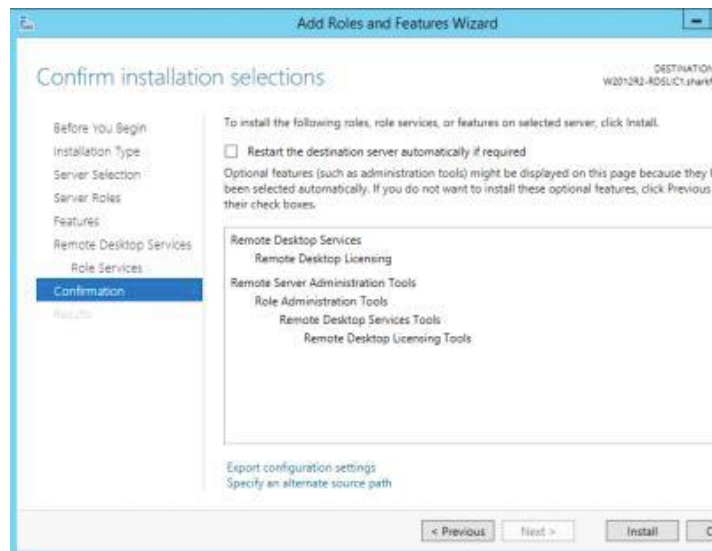 Add Roles and Features Wizard
Confirm installation selections
DESTINATION
Before You Begin
Installation Type
Server Selection
Server Roles
Features
Remote Desktop Services
Role Services
Confirmation
Results
To install the following roles, role services, or features on selected server, click Install.
Restart the destination server automatically if required
Optional features (such as administration tools) might be displayed on this page because they
been selected automatically. If you do not want to install these optional features, click Previous
their check boxes.
Remote Desktop Services
Remote Desktop Licensing
Remote Server Administration Tools
Role Administration Tools
Remote Desktop Services Tools
Remote Desktop Licensing Tools
Export configuration settings
Specify an alternate source path
< Previous
Next >
Install